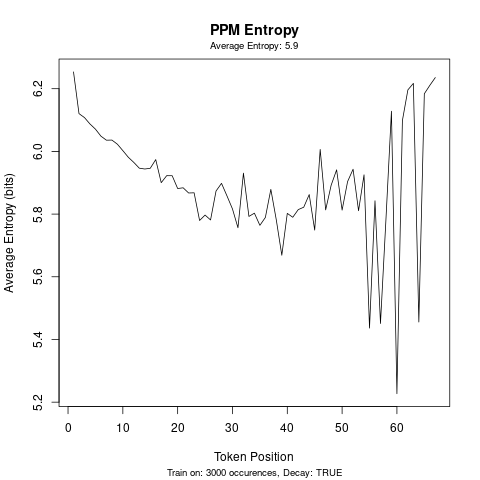 PPM Entropy
Average Entropy: 5.9
6.2
6.0
5.8
5.6
5.4
5.2
Average Entropy (bits)
0 10 20 30 40 50 60
Token Position
Train on: 3000 occurences, Decay: TRUE